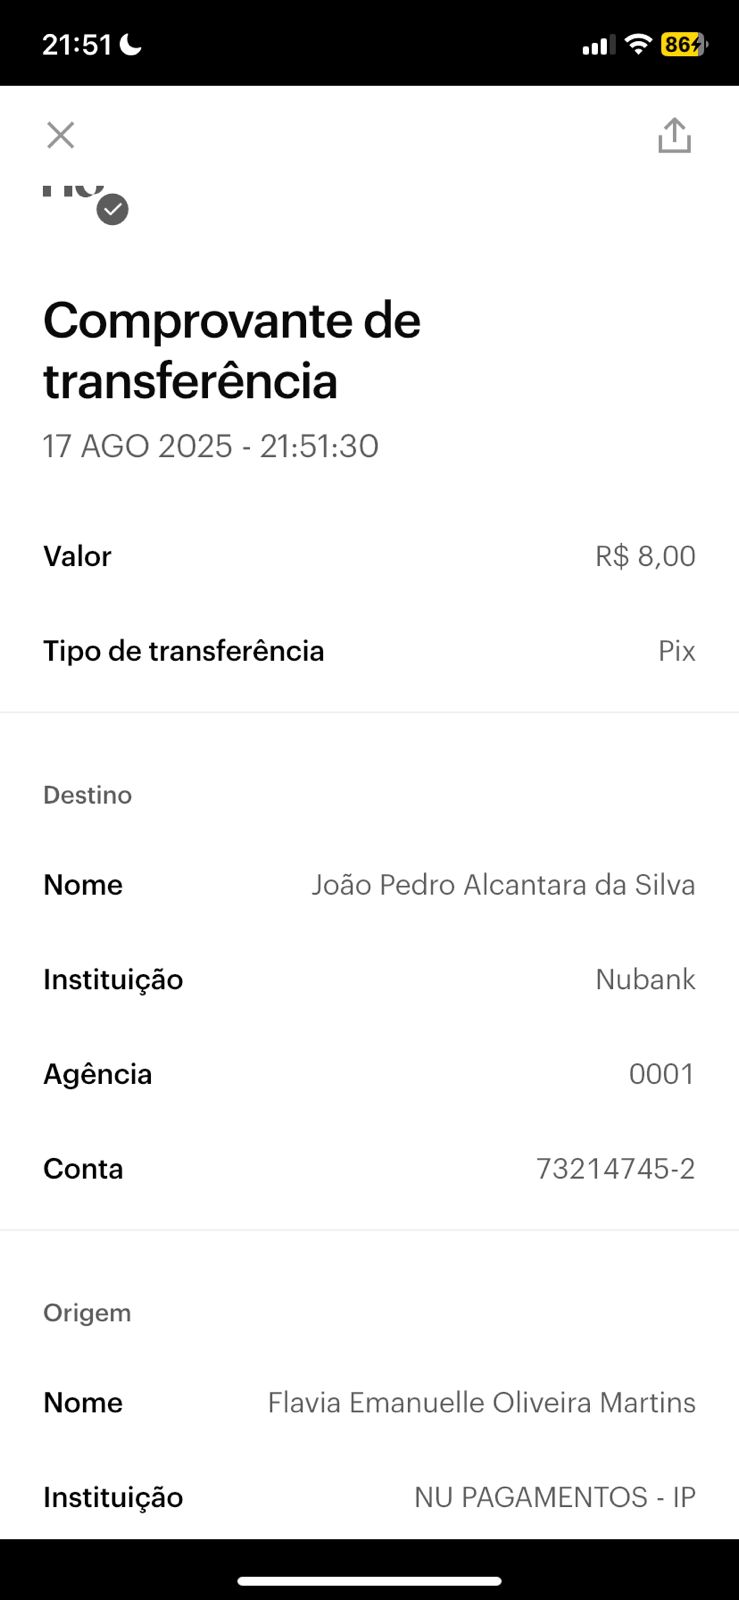 21:51
86
Comprovante de
transferência
17 AGO 2025 - 21:51:30
Valor R$ 8,00
Tipo de transferência Pix
Destino
Nome João Pedro Alcantara da Silva
Instituição Nubank
Agência 0001
Conta 73214745-2
Origem
Nome Flavia Emanuelle Oliveira Martins
Instituição NU PAGAMENTOS - IP